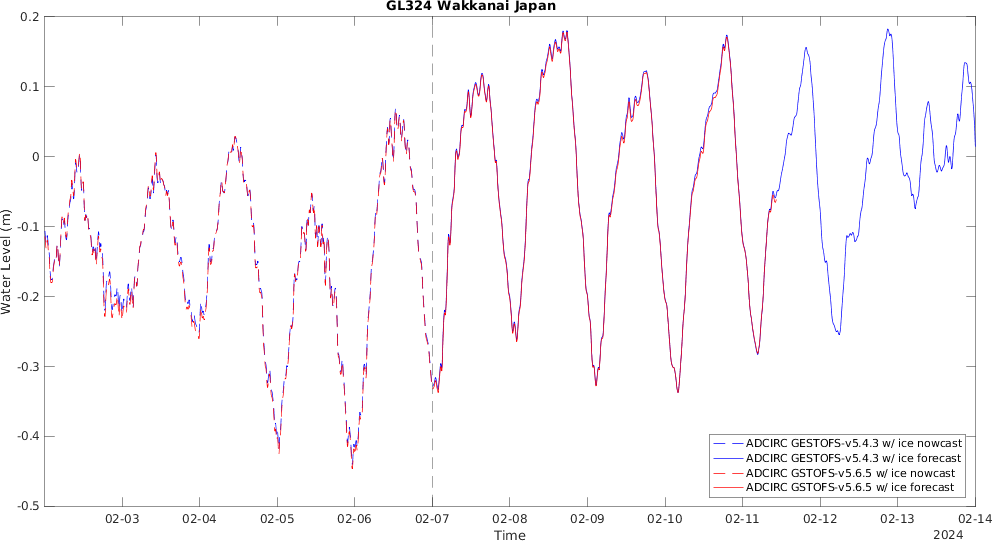 GL324 Wakkanai Japan
0.2
0.1
0
-0.1
-0.2
-0.3
-0.4
-0.5
Water Level (m)
ADCIRC GESTOFS-v5.4.3 w/ ice nowcast
ADCIRC GESTOFS-v5.4.3 w/ ice forecast
ADCIRC GSTOFS-v5.6.5 w/ ice nowcast
ADCIRC GSTOFS-v5.6.5 w/ ice forecast
02-03 02-04 02-05 02-06 02-07 02-08 02-09 02-10 02-11 02-12 02-13 02-14
Time
2024